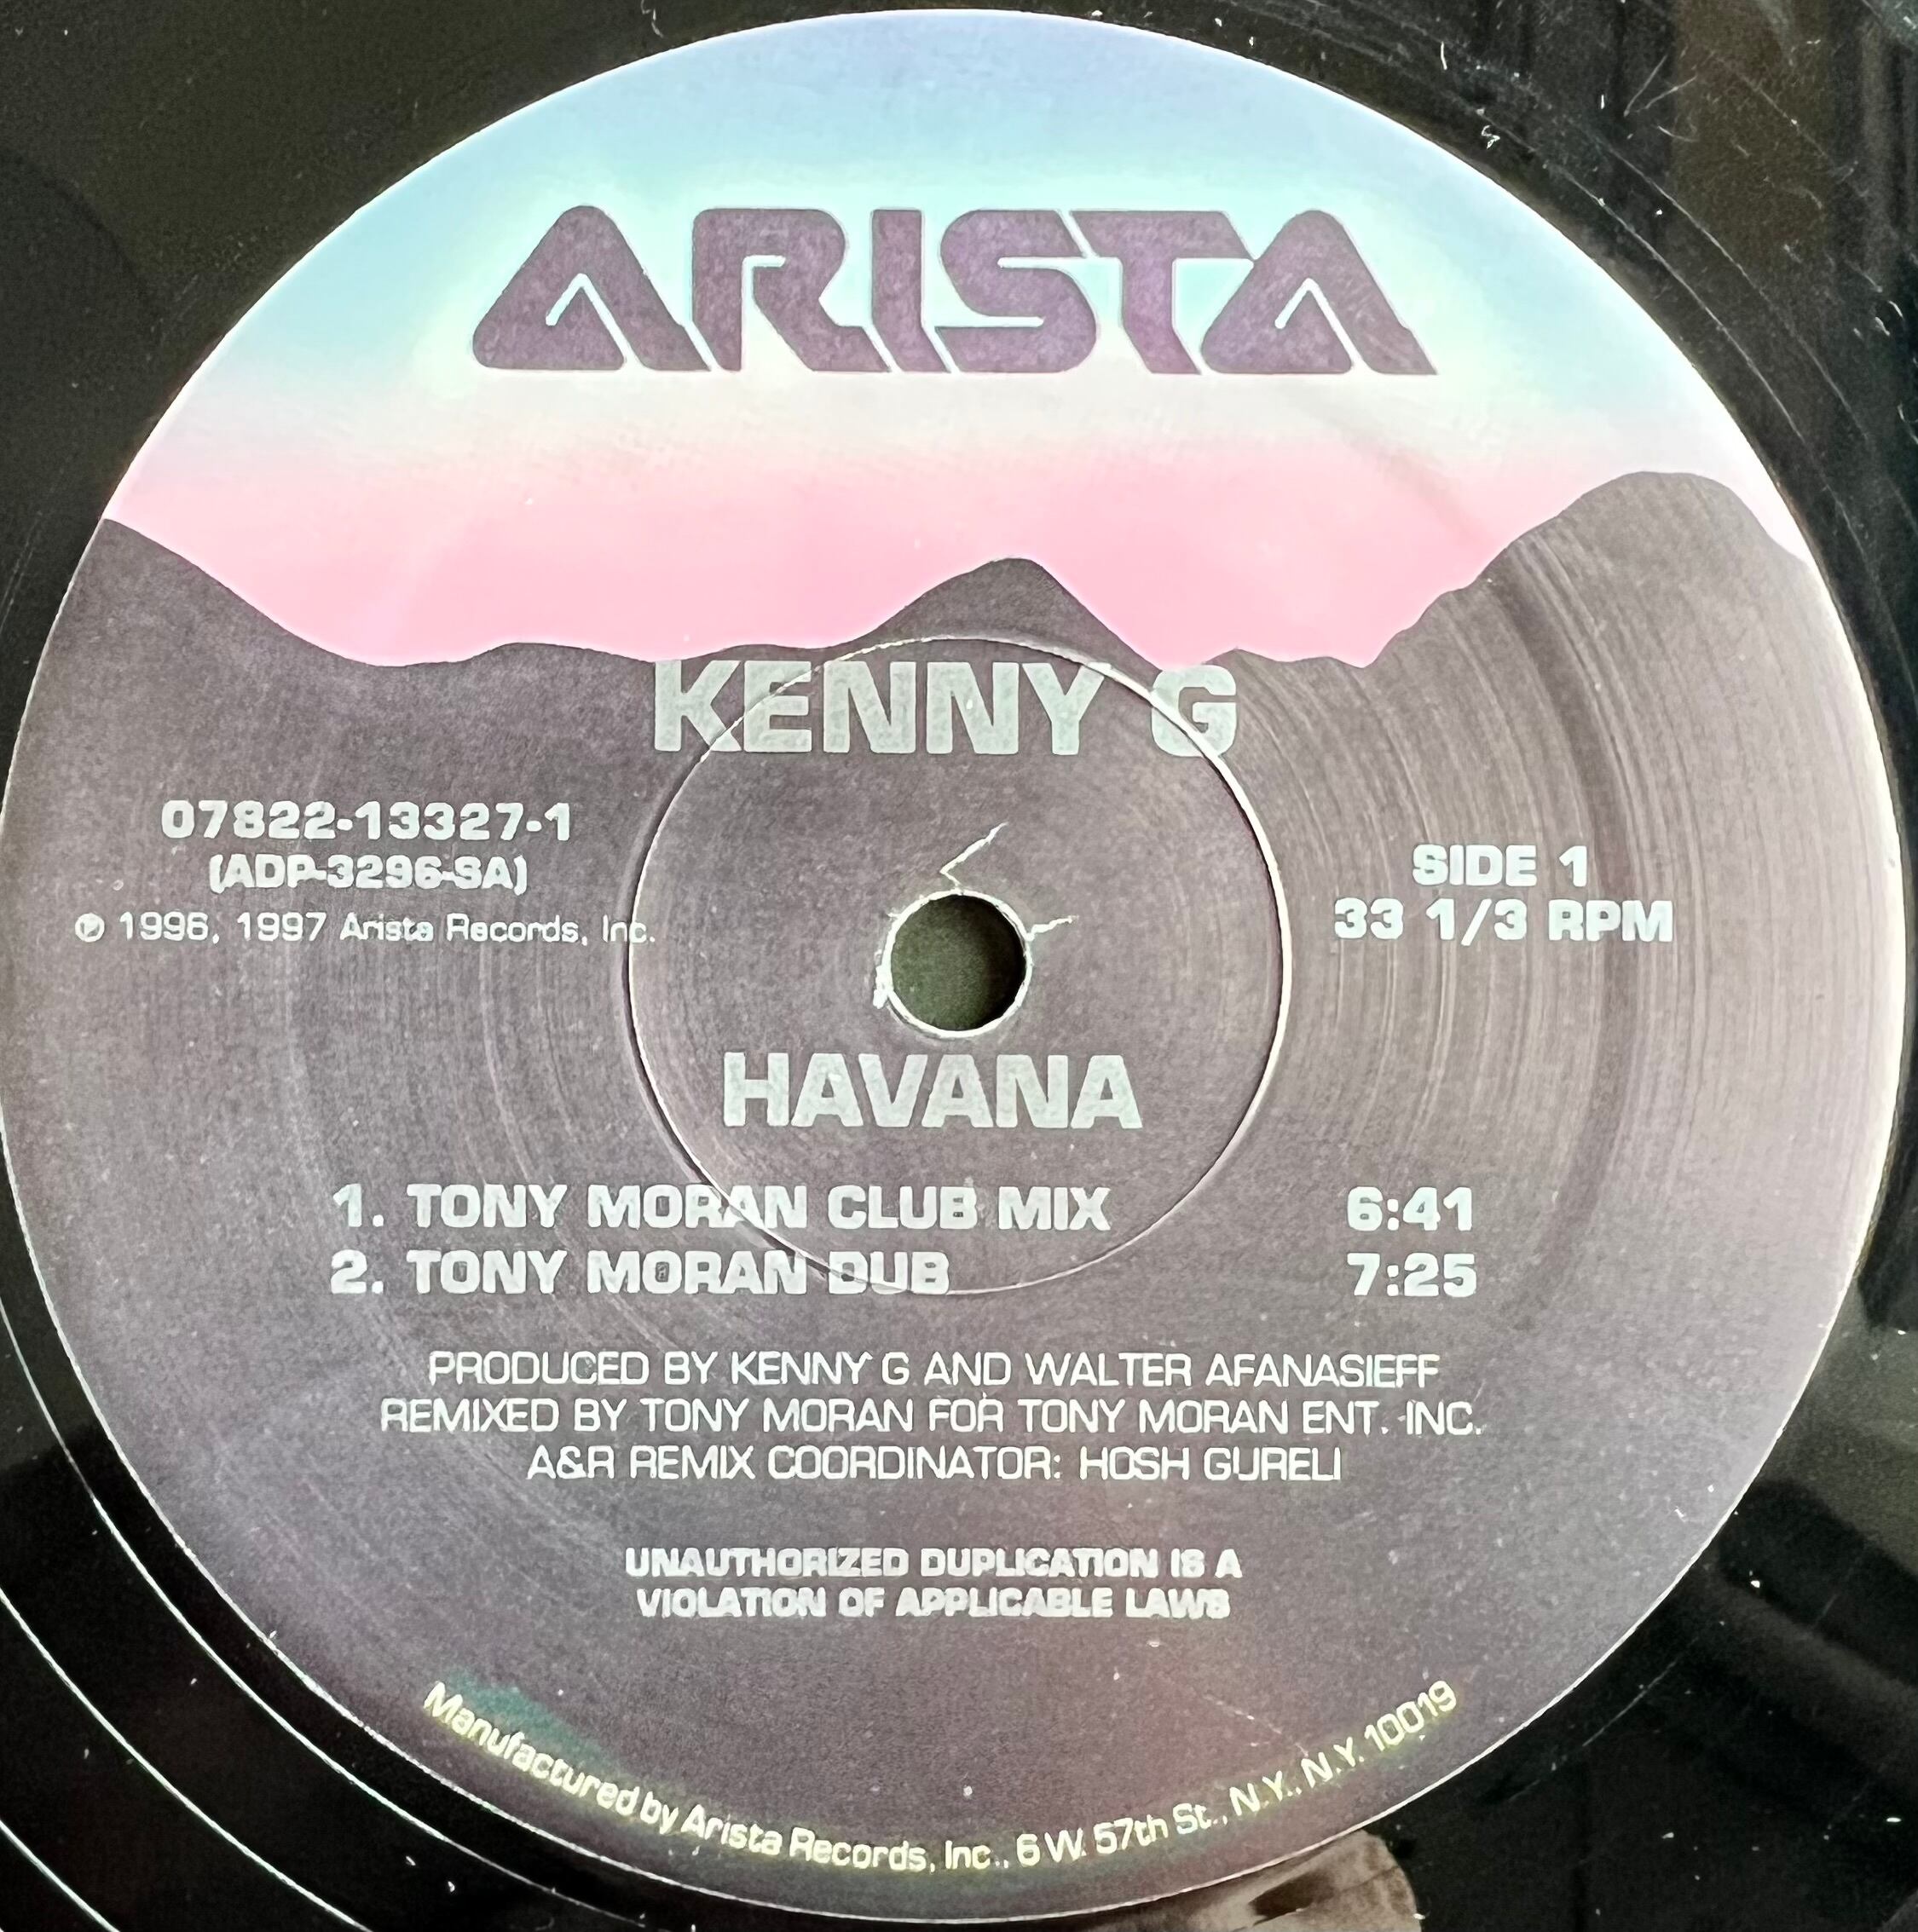 ARISTA
KENNY G
07822-13327-1
(ADP-3296-SA)
℗ 1996, 1997 Arista Records, Inc.
SIDE 1
33 1/3 RPM
HAVANA
1. TONY MORAN CLUB MIX 6:41
2. TONY MORAN DUB 7:25
PRODUCED BY KENNY G AND WALTER AFANASIEFF
REMIXED BY TONY MORAN FOR TONY MORAN ENT. INC.
A&R REMIX COORDINATOR: HOSH GURELI
UNAUTHORIZED DUPLICATION IS A
VIOLATION OF APPLICABLE LAWS
Manufactured by Arista Records, Inc., 6 W. 57th St., N.Y., N.Y. 10019